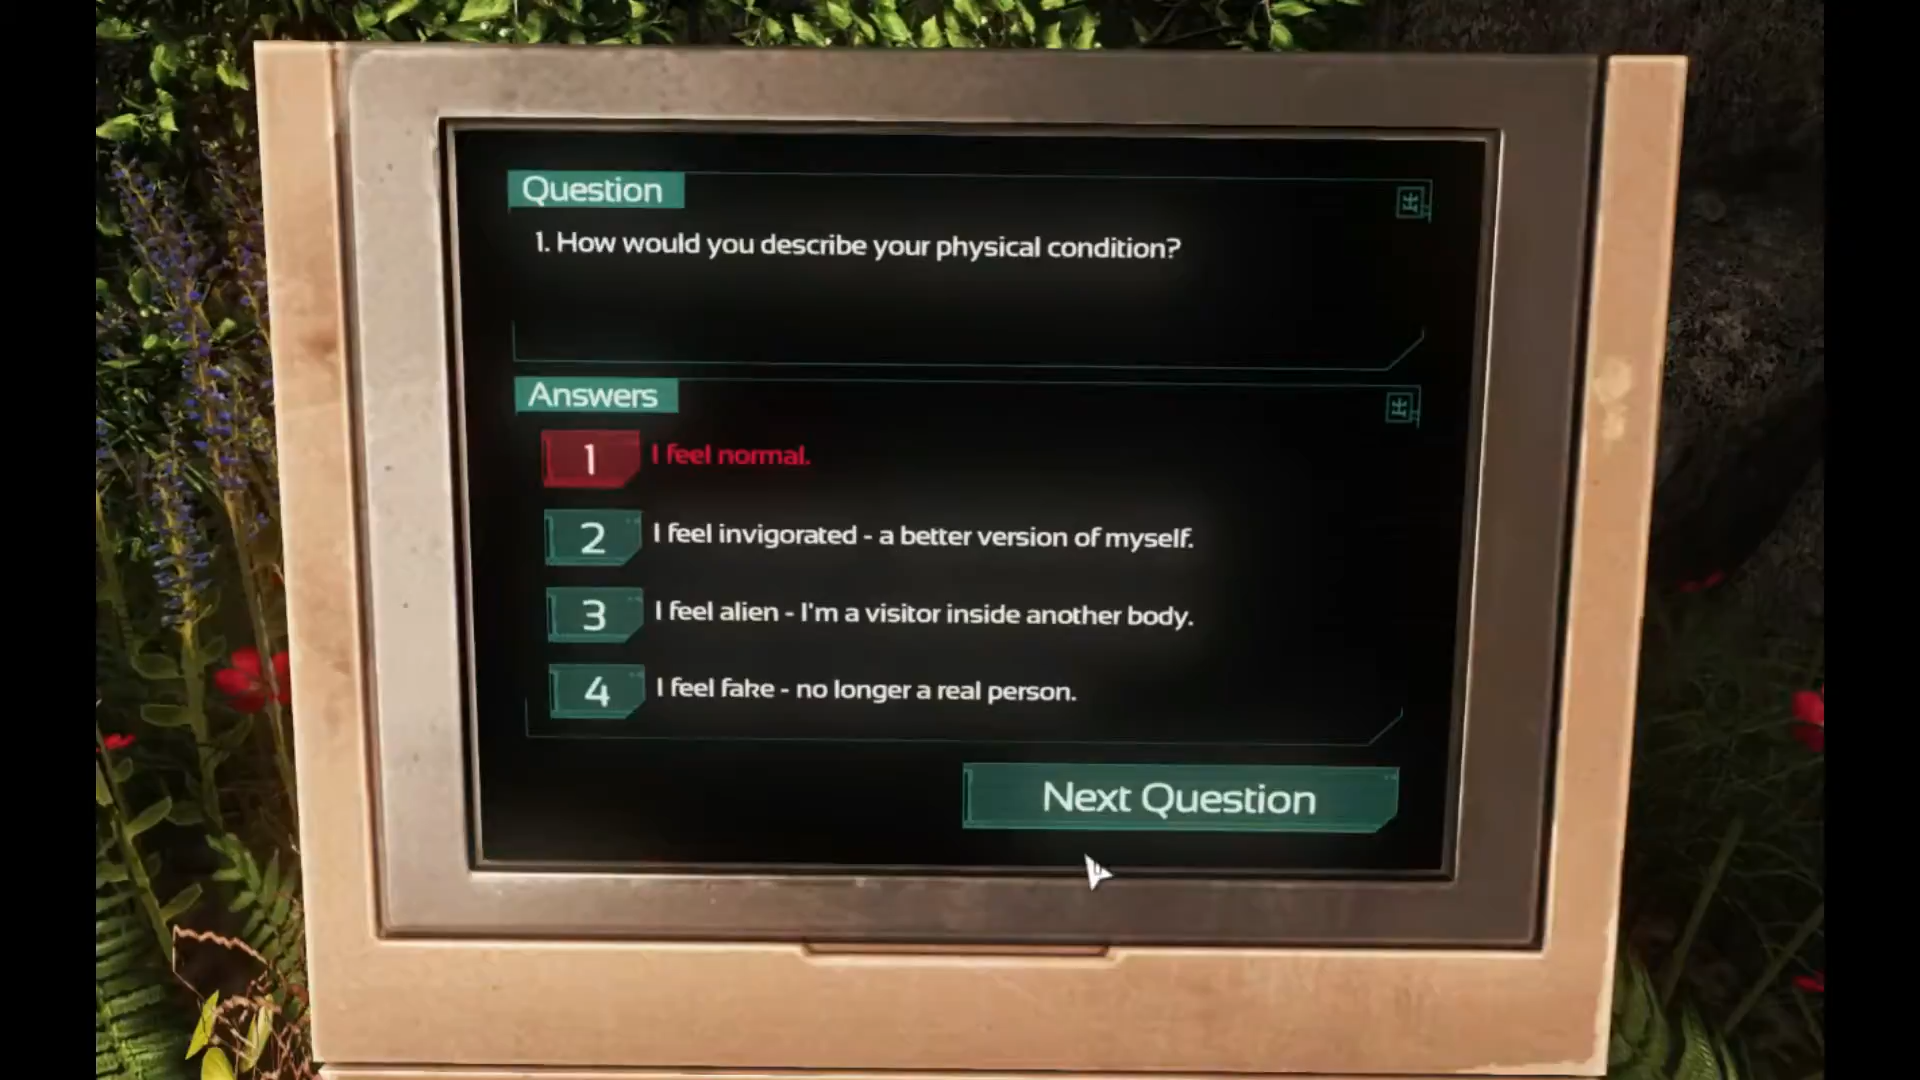 Question
1. How would you describe your physical condition?
Answers
1 I feel normal.
2 I feel invigorated - a better version of myself.
3 I feel alien - I'm a visitor inside another body.
4 I feel fake - no longer a real person.
Next Question